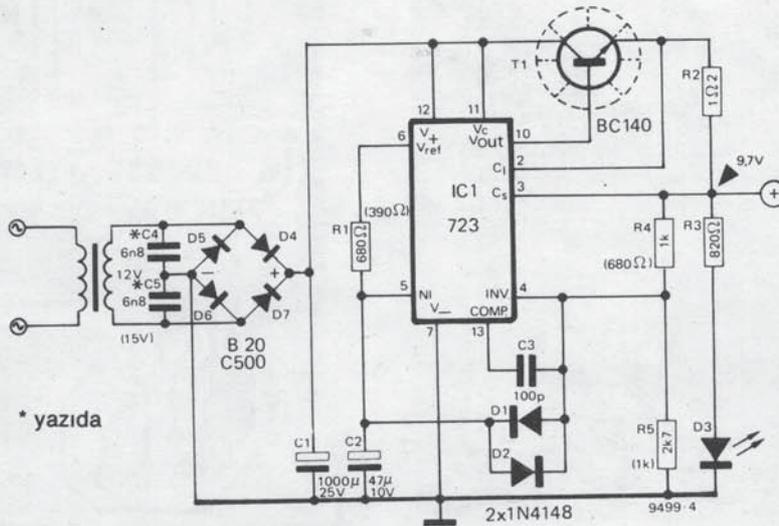 T1
BC140
R2
1Ω2
9,7V
+
12
11
V+
Vc
10
Vout
6
Vref
2
CI
3
Cs
IC1
723
R1
680Ω
(390Ω)
R4
1k
(680Ω)
R3
820Ω
*C4
6n8
12V
*C5
6n8
(15V)
D5
D4
D6
D7
−
+
B 20
C500
5
NI
INV.
4
V−
COMP.
7
13
C3
100p
D1
D2
2x1N4148
R5
2k7
(1k)
D3
* yazıda
C1
1000µ
25V
C2
47µ
10V
9499·4